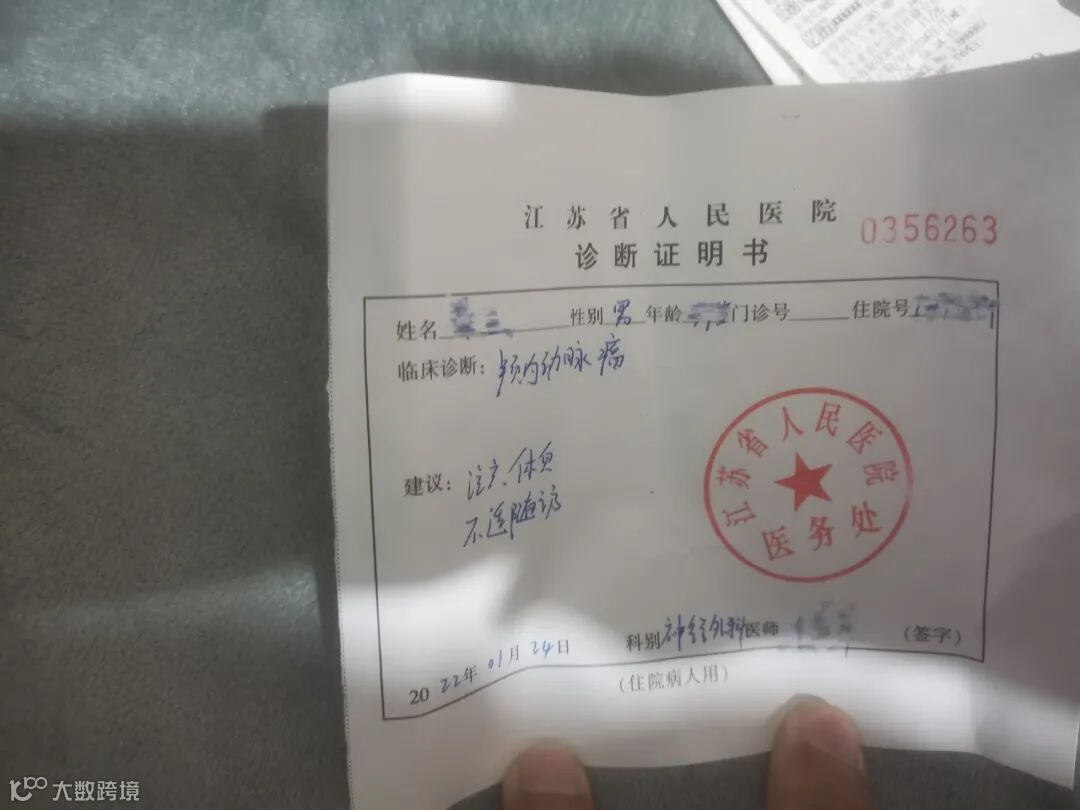 江苏省人民医院
诊断证明书
0356263
姓名 性别 男 年龄 门诊号 住院号
临床诊断：颅内动脉瘤
建议：注意休息
不适随访
江苏省人民医院
医务处
科别 神经外科 医师 （签字）
2022年01月24日
（住院病人用）
大数跨境